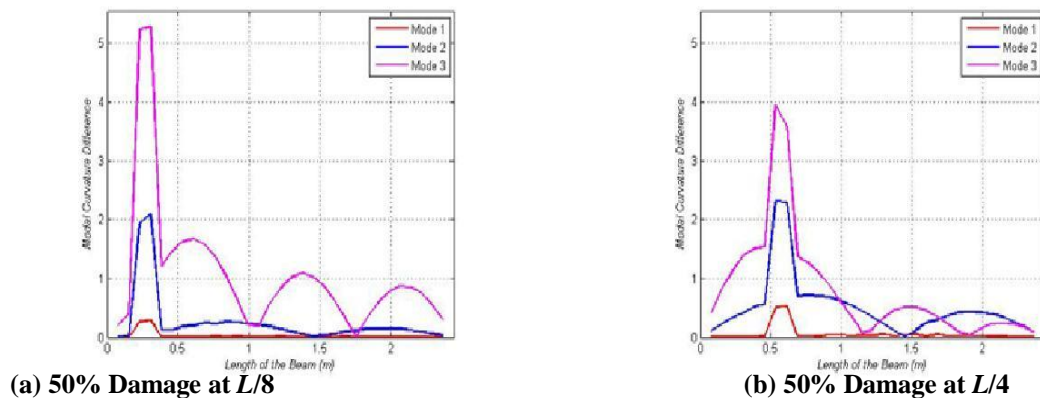 Mode 1
Mode 2
Mode 3
5
4
3
2
1
0
0
0.5
1
1.5
2
Modal Curvature Difference
Length of the Beam (m)
(a) 50% Damage at L/8
Mode 1
Mode 2
Mode 3
5
4
3
2
1
0
0
0.5
1
1.5
2
Modal Curvature Difference
Length of the Beam (m)
(b) 50% Damage at L/4